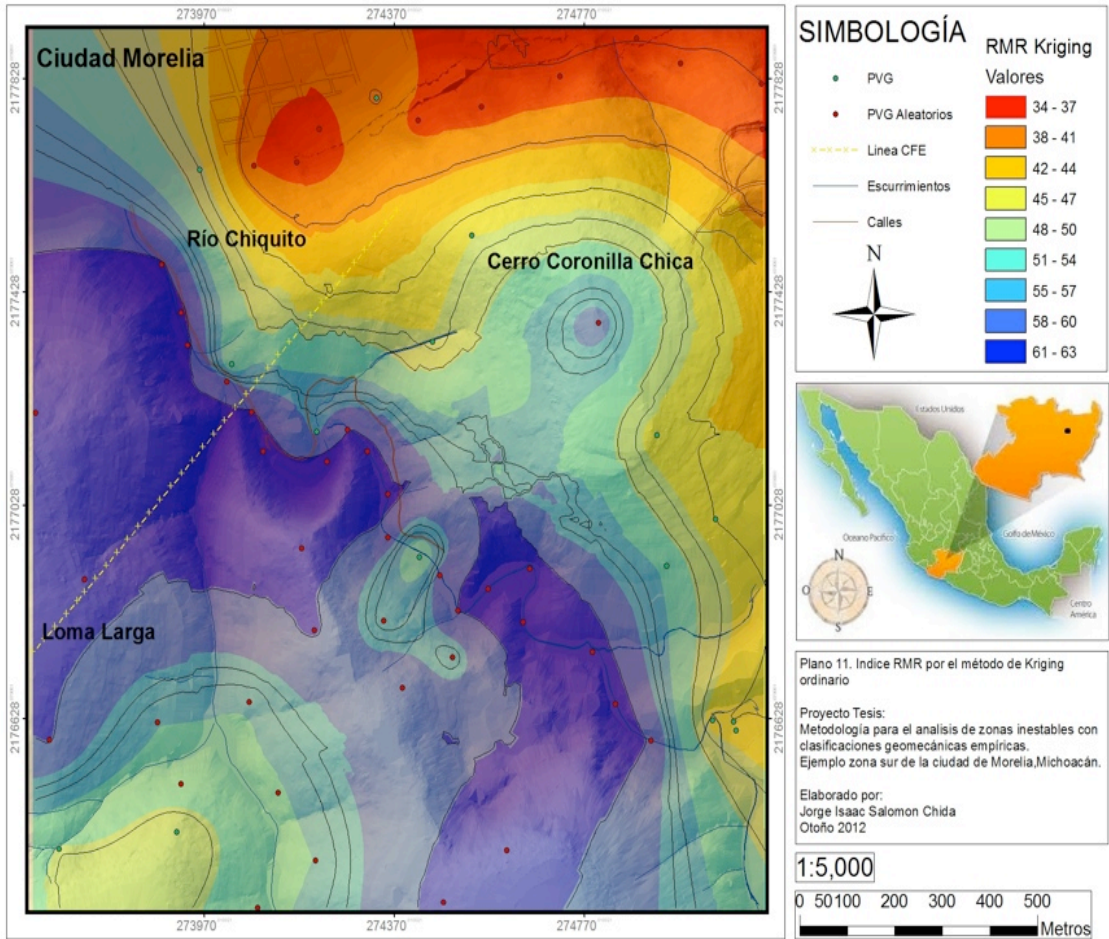 273970
274370
274770
2177828
2177428
2177028
2176628
Ciudad Morelia
Río Chiquito
Cerro Coronilla Chica
Loma Larga
2177828
2177428
2177028
2176628
273970
274370
274770
SIMBOLOGÍA
PVG
PVG Aleatorios
Linea CFE
Escurrimientos
Calles
N
RMR Kriging
Valores
34 - 37
38 - 41
42 - 44
45 - 47
48 - 50
51 - 54
55 - 57
58 - 60
61 - 63
Estados Unidos
Golfo de México
Oceano Pacifico
Centro
América
N
O
E
S
Plano 11. Indice RMR por el método de Kriging
ordinario
Proyecto Tesis:
Metodología para el analisis de zonas inestables con
clasificaciones geomecánicas empíricas.
Ejemplo zona sur de la ciudad de Morelia,Michoacán.
Elaborado por:
Jorge Isaac Salomon Chida
Otoño 2012
1:5,000
0 50100 200 300 400 500
Metros